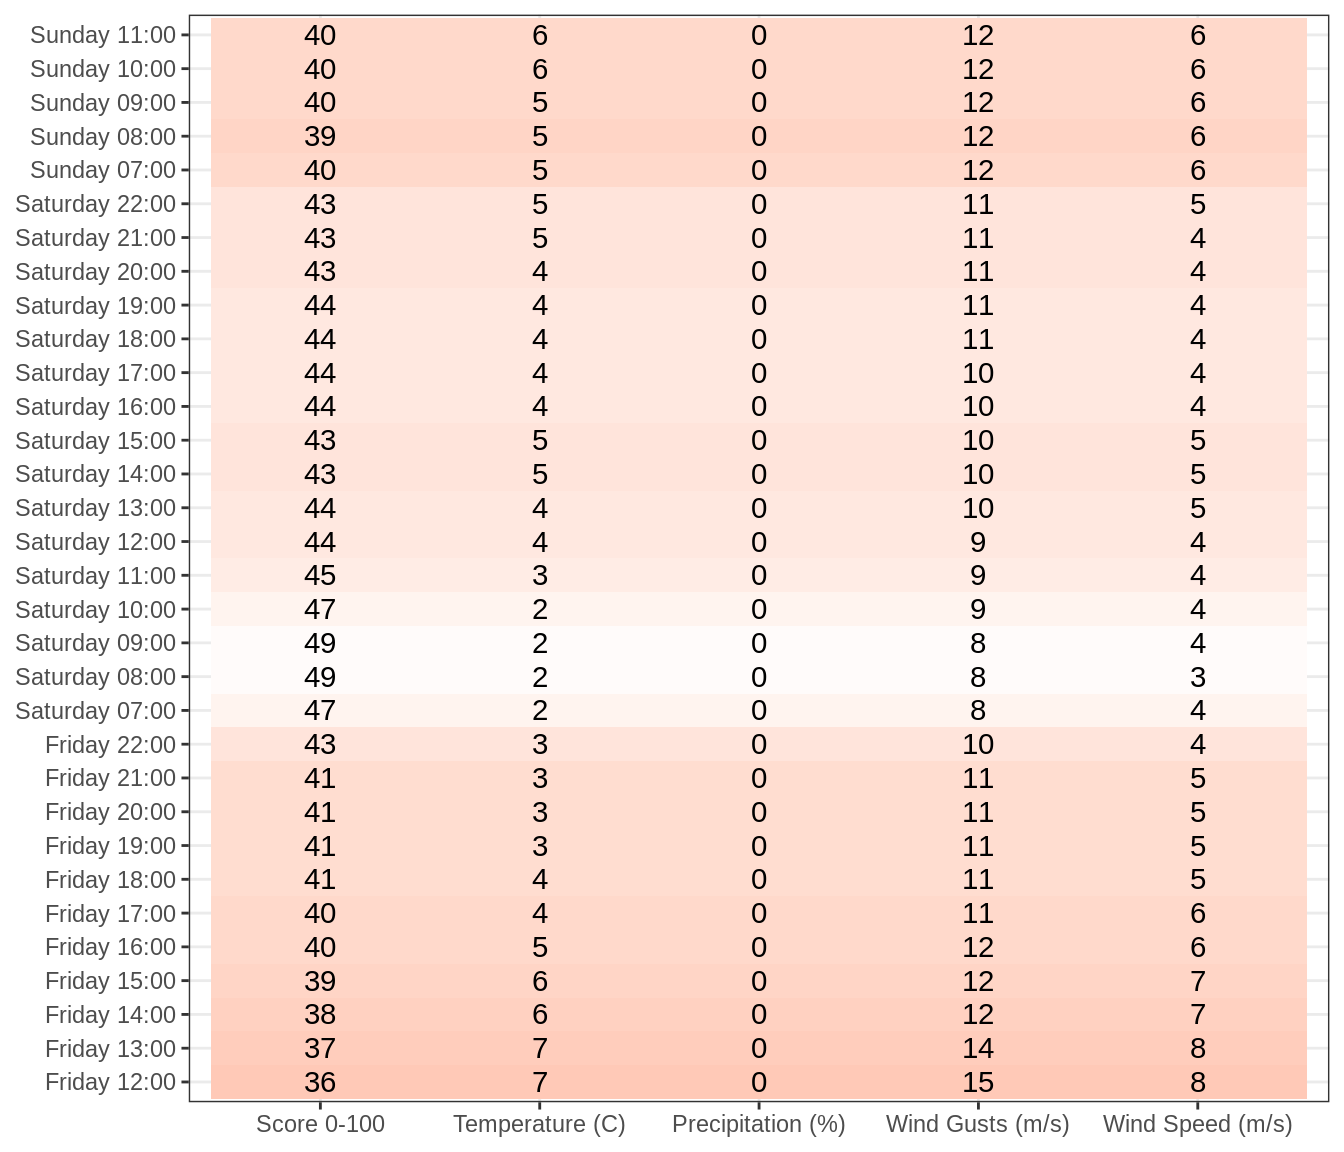 Sunday 11:00 40 6 0 12 6
Sunday 10:00 40 6 0 12 6
Sunday 09:00 40 5 0 12 6
Sunday 08:00 39 5 0 12 6
Sunday 07:00 40 5 0 12 6
Saturday 22:00 43 5 0 11 5
Saturday 21:00 43 5 0 11 4
Saturday 20:00 43 4 0 11 4
Saturday 19:00 44 4 0 11 4
Saturday 18:00 44 4 0 11 4
Saturday 17:00 44 4 0 10 4
Saturday 16:00 44 4 0 10 4
Saturday 15:00 43 5 0 10 5
Saturday 14:00 43 5 0 10 5
Saturday 13:00 44 4 0 10 5
Saturday 12:00 44 4 0 9 4
Saturday 11:00 45 3 0 9 4
Saturday 10:00 47 2 0 9 4
Saturday 09:00 49 2 0 8 4
Saturday 08:00 49 2 0 8 3
Saturday 07:00 47 2 0 8 4
Friday 22:00 43 3 0 10 4
Friday 21:00 41 3 0 11 5
Friday 20:00 41 3 0 11 5
Friday 19:00 41 3 0 11 5
Friday 18:00 41 4 0 11 5
Friday 17:00 40 4 0 11 6
Friday 16:00 40 5 0 12 6
Friday 15:00 39 6 0 12 7
Friday 14:00 38 6 0 12 7
Friday 13:00 37 7 0 14 8
Friday 12:00 36 7 0 15 8
Score 0-100 Temperature (C) Precipitation (%) Wind Gusts (m/s) Wind Speed (m/s)